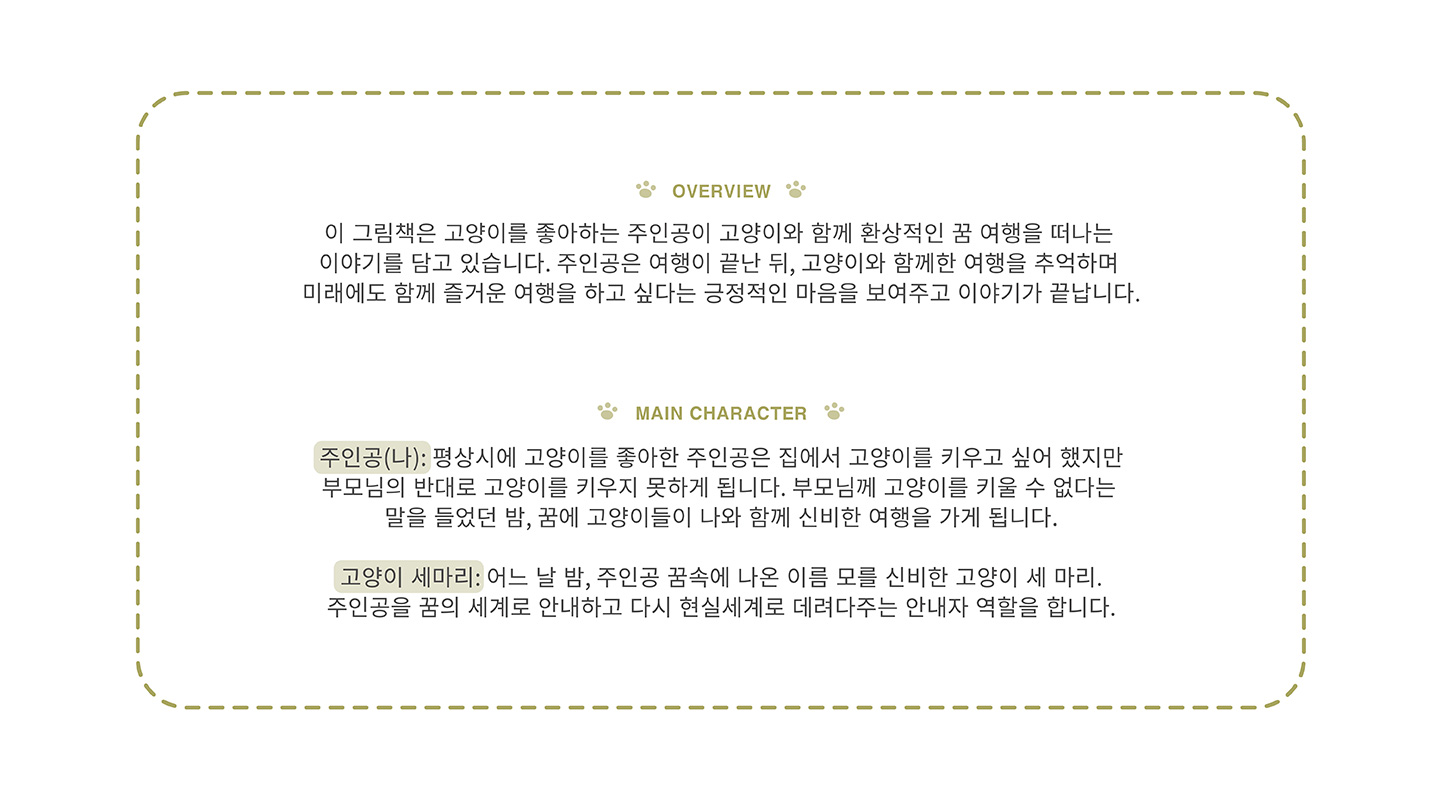 OVERVIEW
이 그림책은 고양이를 좋아하는 주인공이 고양이와 함께 환상적인 꿈 여행을 떠나는
이야기를 담고 있습니다. 주인공은 여행이 끝난 뒤, 고양이와 함께한 여행을 추억하며
미래에도 함께 즐거운 여행을 하고 싶다는 긍정적인 마음을 보여주고 이야기가 끝납니다.
MAIN CHARACTER
주인공(나): 평상시에 고양이를 좋아한 주인공은 집에서 고양이를 키우고 싶어 했지만
부모님의 반대로 고양이를 키우지 못하게 됩니다. 부모님께 고양이를 키울 수 없다는
말을 들었던 밤, 꿈에 고양이들이 나와 함께 신비한 여행을 가게 됩니다.
고양이 세마리: 어느 날 밤, 주인공 꿈속에 나온 이름 모를 신비한 고양이 세 마리.
주인공을 꿈의 세계로 안내하고 다시 현실세계로 데려다주는 안내자 역할을 합니다.